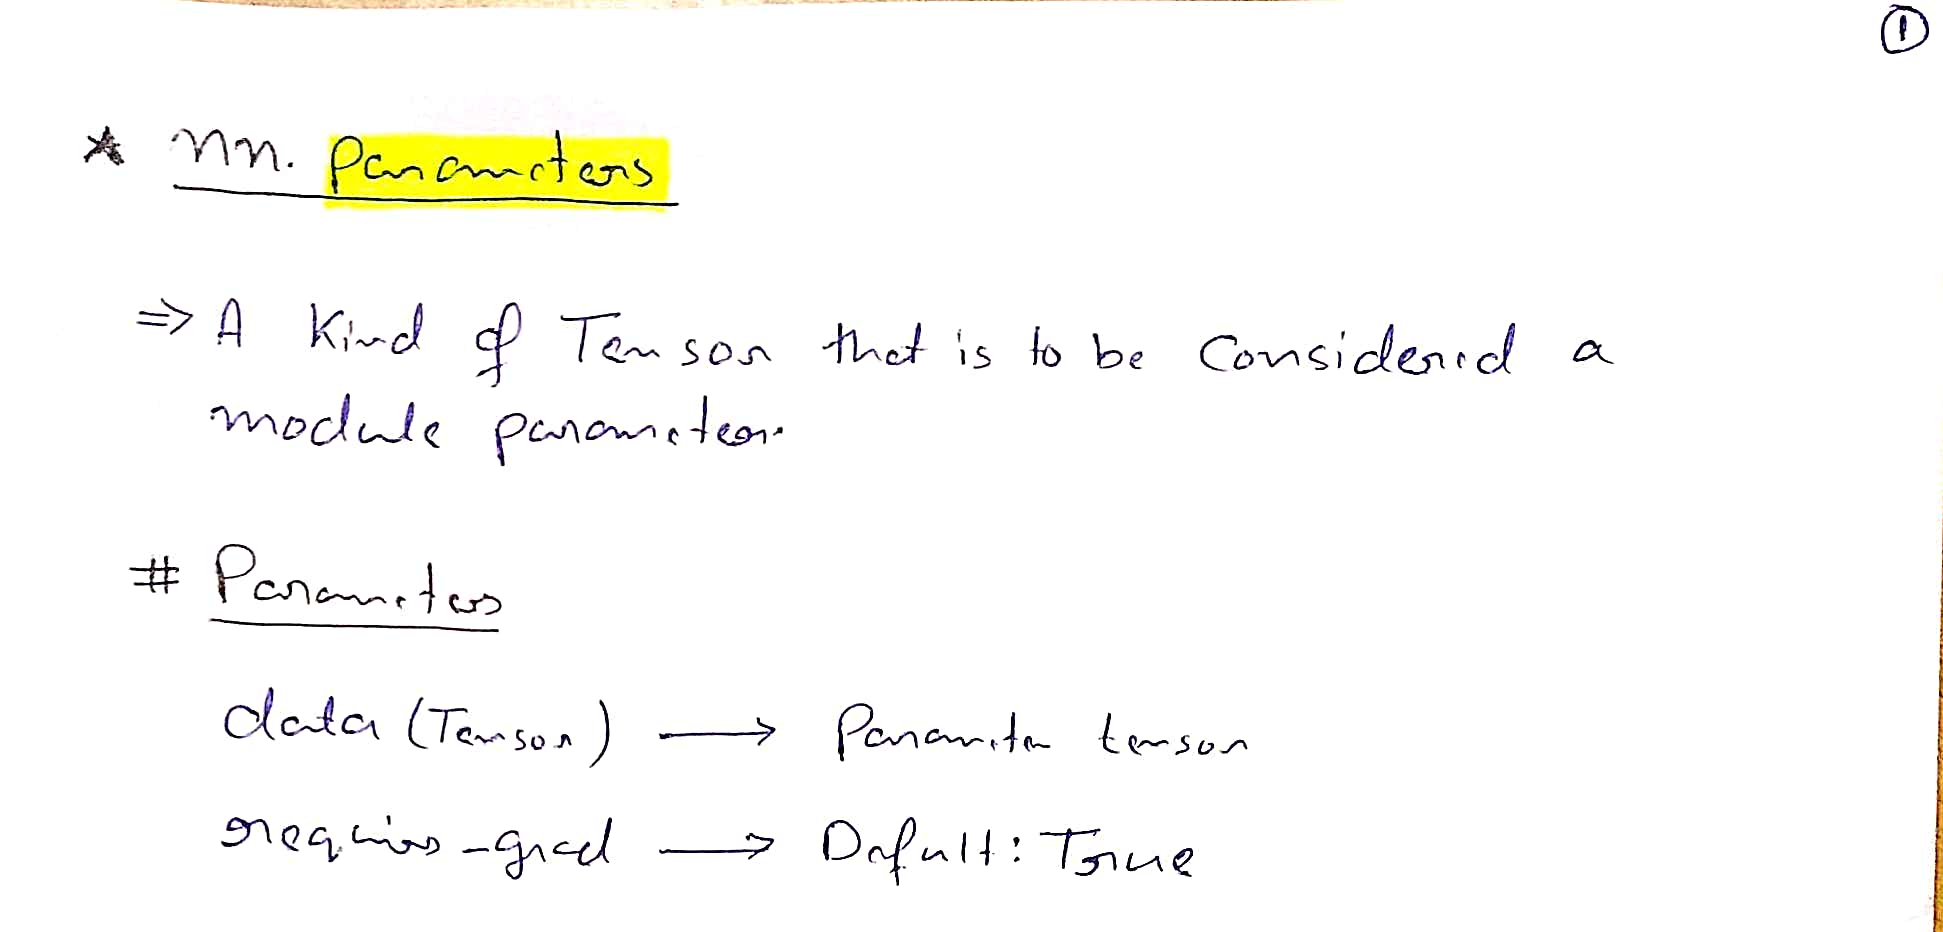 ①
* nn. Parameters
⇒ A Kind of Tensor that is to be Considered a
module parameter.
# Parameters
data (Tensor) → Parameter tensor
requires-grad → Defult: True